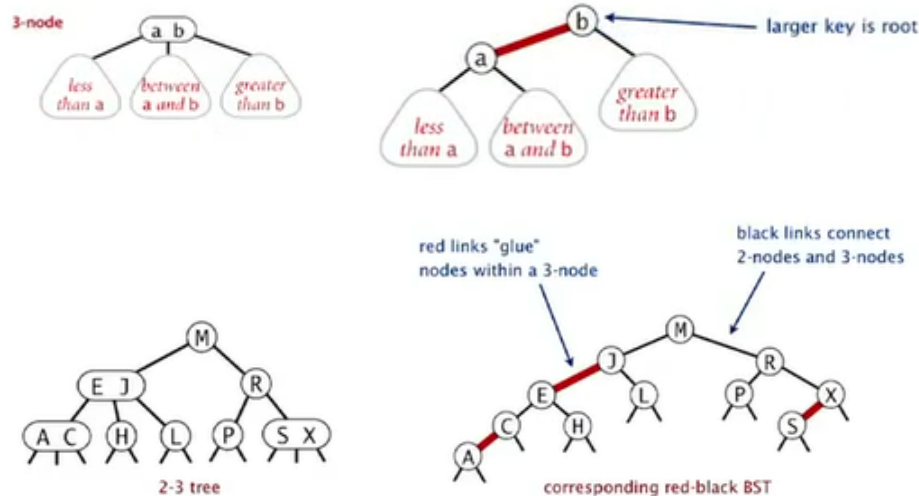 3-node
a b
less
than a
between
a and b
greater
than b
b
larger key is root
a
less
than a
between
a and b
greater
than b
red links "glue"
nodes within a 3-node
black links connect
2-nodes and 3-nodes
M
E J
R
A C
H
L
P
S X
2-3 tree
M
J
R
E
L
P
X
C
H
S
A
corresponding red-black BST